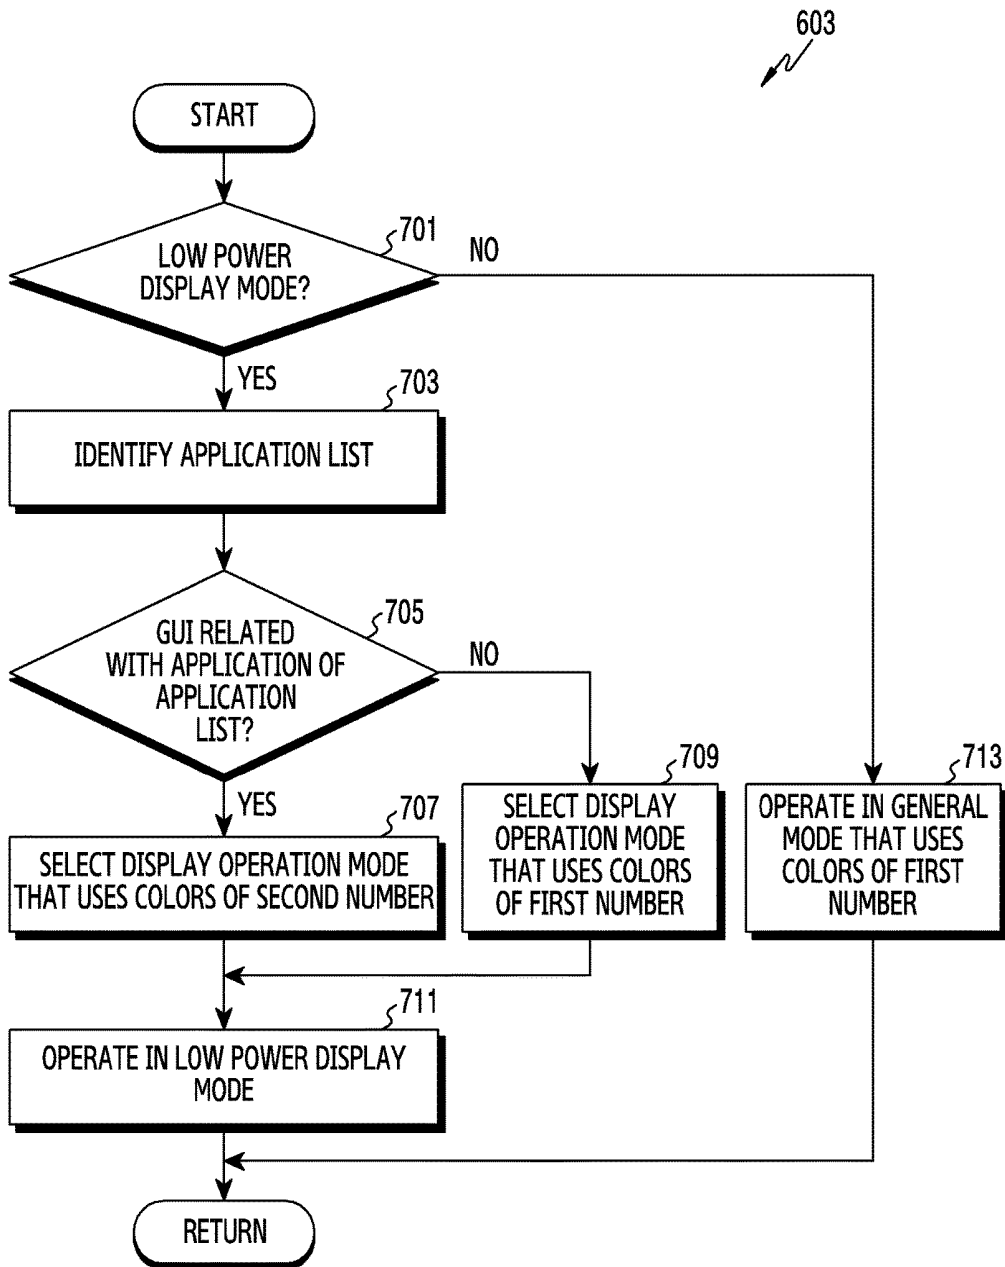 603
START
701
LOW POWER
DISPLAY MODE?
NO
YES
703
IDENTIFY APPLICATION LIST
705
GUI RELATED
WITH APPLICATION OF
APPLICATION
LIST?
NO
YES
707
SELECT DISPLAY OPERATION MODE
THAT USES COLORS OF SECOND NUMBER
709
SELECT DISPLAY
OPERATION MODE
THAT USES COLORS
OF FIRST NUMBER
713
OPERATE IN GENERAL
MODE THAT USES
COLORS OF FIRST
NUMBER
711
OPERATE IN LOW POWER DISPLAY
MODE
RETURN